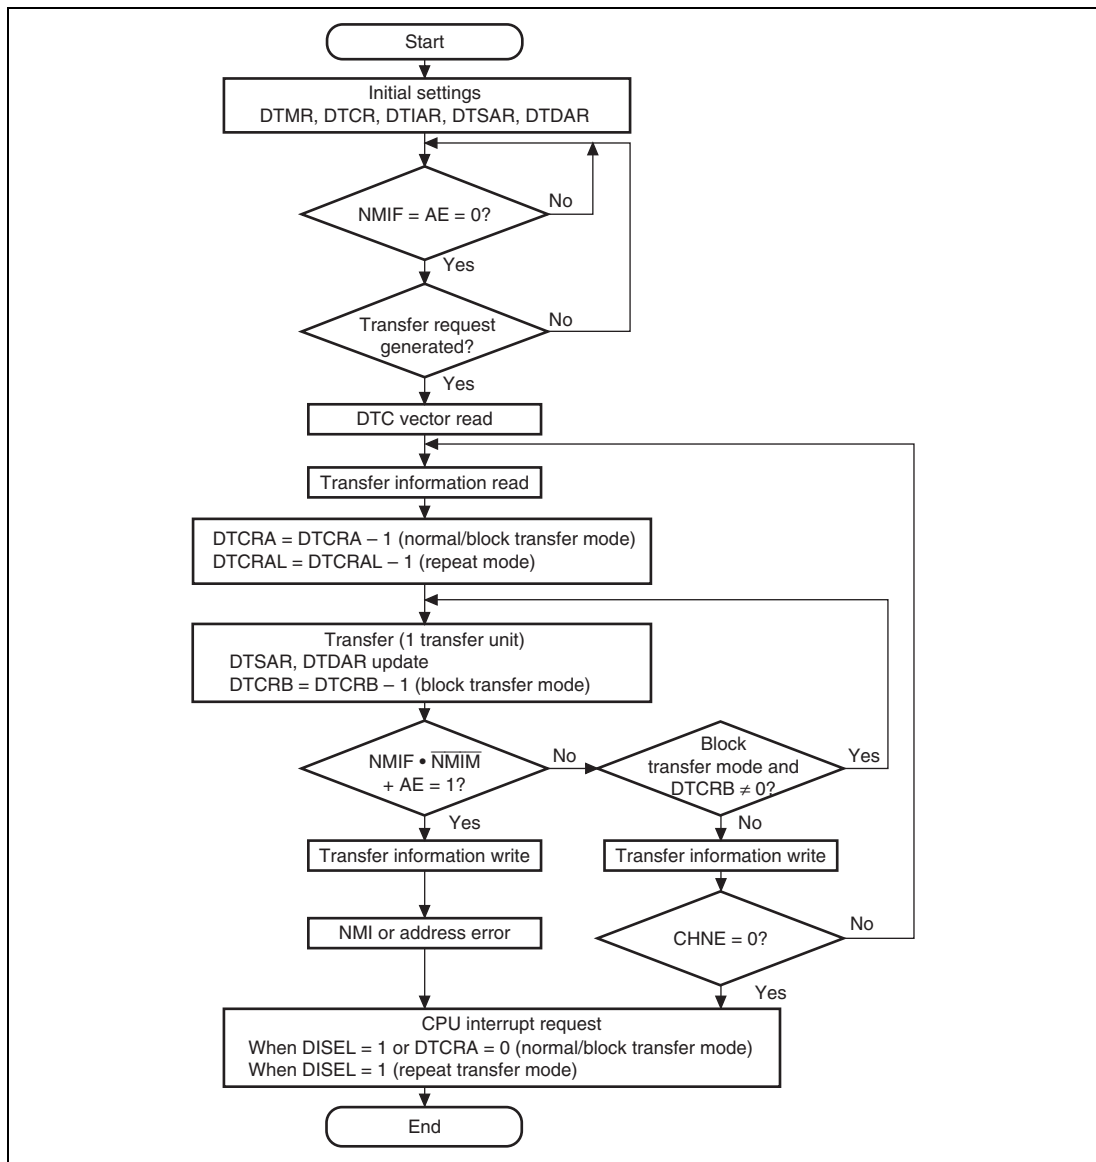 Start
Initial settings
DTMR, DTCR, DTIAR, DTSAR, DTDAR
NMIF = AE = 0?
No
Yes
Transfer request
generated?
No
Yes
DTC vector read
Transfer information read
DTCRA = DTCRA – 1 (normal/block transfer mode)
DTCRAL = DTCRAL – 1 (repeat mode)
Transfer (1 transfer unit)
DTSAR, DTDAR update
DTCRB = DTCRB – 1 (block transfer mode)
NMIF • N̅M̅I̅M̅
+ AE = 1?
No
Yes
Block
transfer mode and
DTCRB ≠ 0?
Yes
No
Transfer information write
Transfer information write
NMI or address error
CHNE = 0?
No
Yes
CPU interrupt request
When DISEL = 1 or DTCRA = 0 (normal/block transfer mode)
When DISEL = 1 (repeat transfer mode)
End